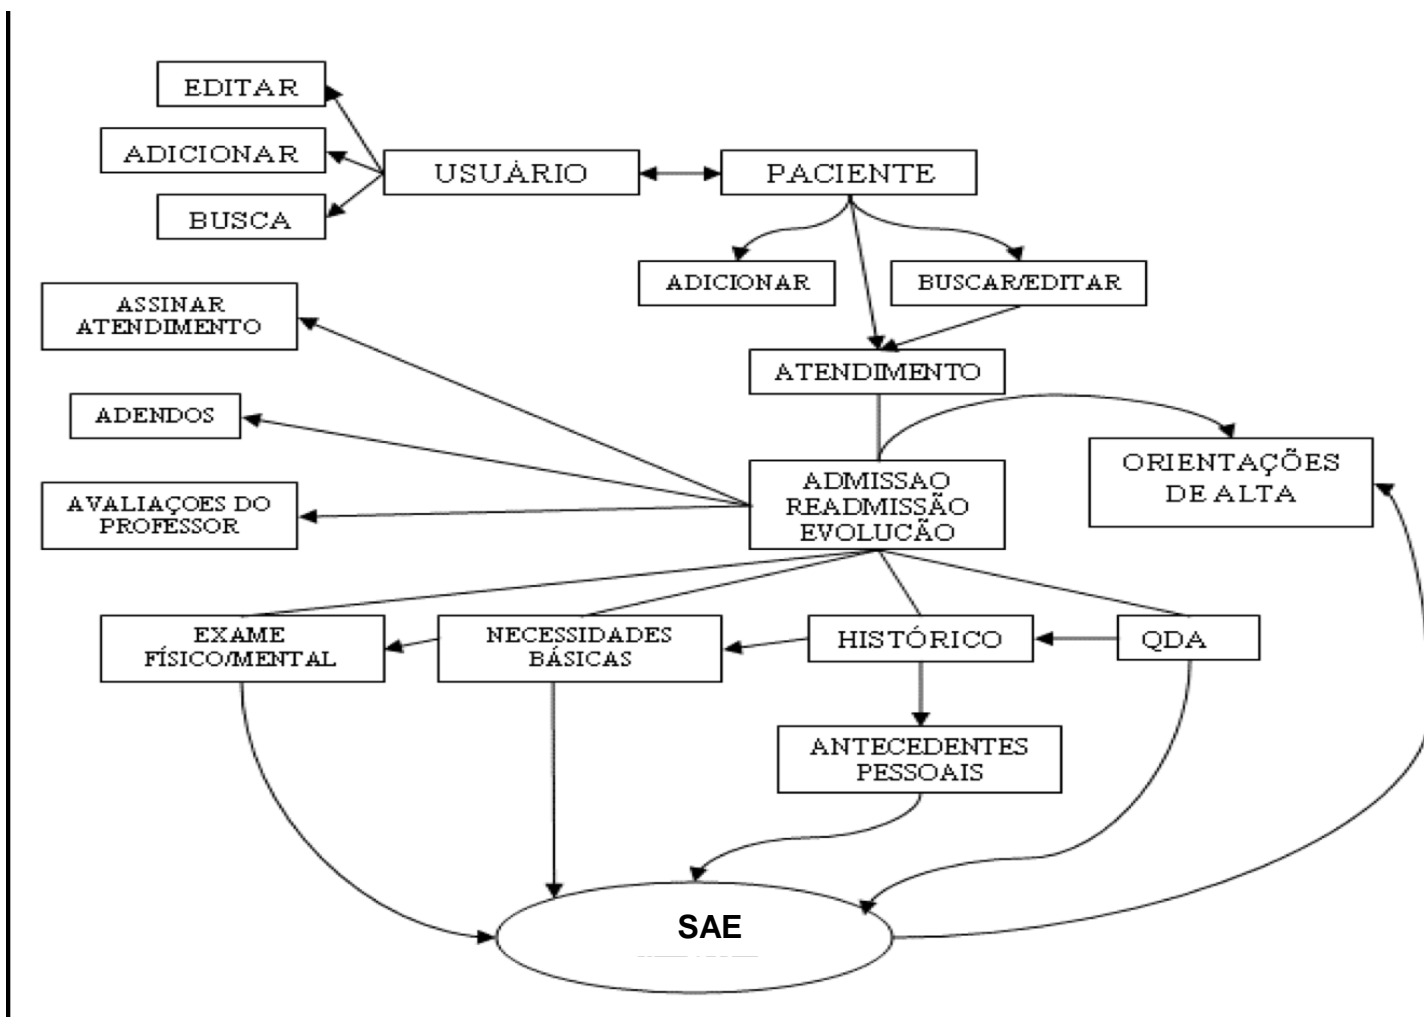 EDITAR
ADICIONAR
BUSCA
USUÁRIO
PACIENTE
ADICIONAR
BUSCAR/EDITAR
ASSINAR
ATENDIMENTO
ATENDIMENTO
ADENDOS
AVALIAÇOES DO
PROFESSOR
ADMISSAO
READMISSÃO
EVOLUCÃO
ORIENTAÇÕES
DE ALTA
EXAME
FÍSICO/MENTAL
NECESSIDADES
BÁSICAS
HISTÓRICO
QDA
ANTECEDENTES
PESSOAIS
SAE